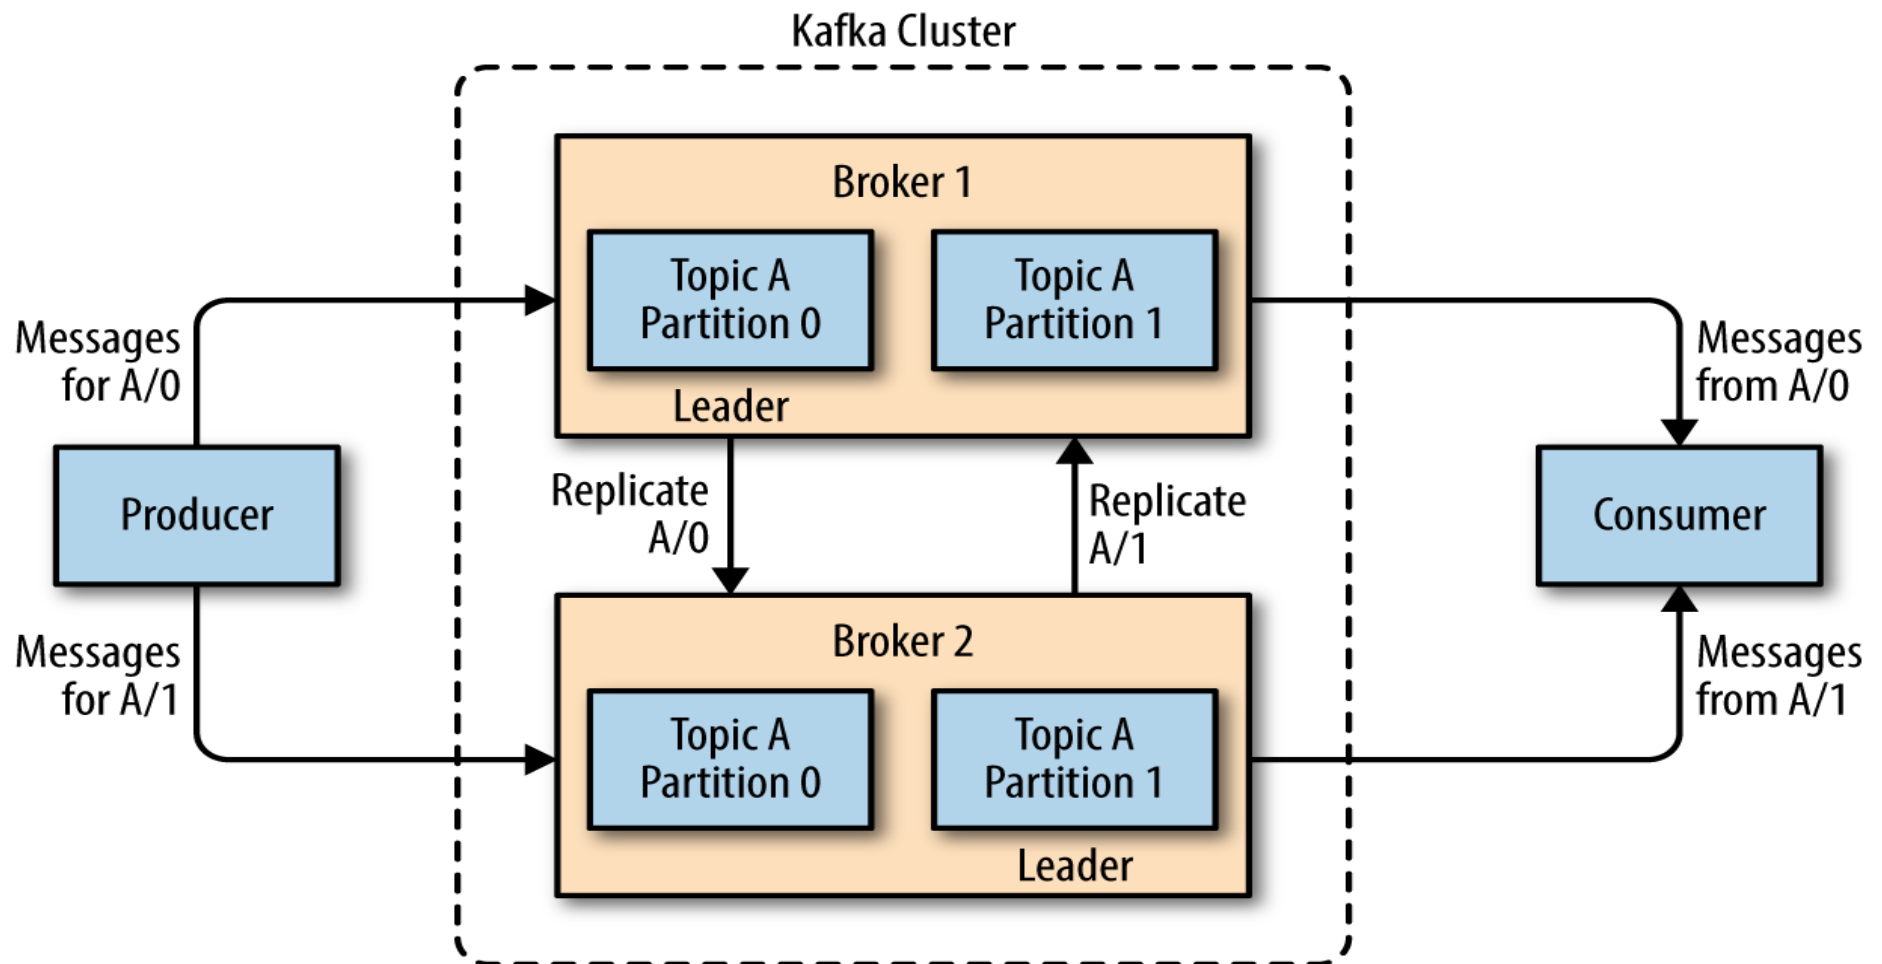 Kafka Cluster
Broker 1
Topic A
Partition 0
Topic A
Partition 1
Leader
Messages
for A/0
Messages
from A/0
Producer
Replicate
A/0
Replicate
A/1
Consumer
Messages
for A/1
Broker 2
Topic A
Partition 0
Topic A
Partition 1
Leader
Messages
from A/1